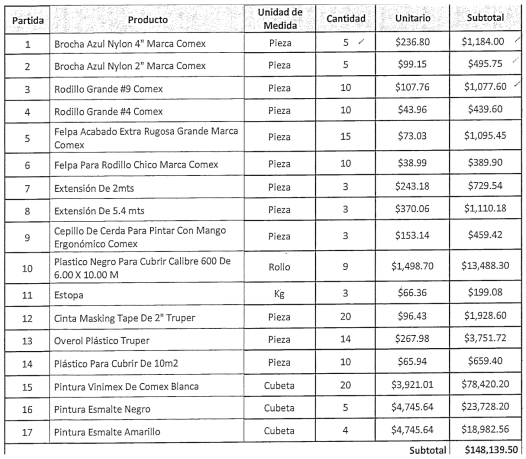 Partida Producto Unidad de Medida Cantidad Unitario Subtotal
1 Brocha Azul Nylon 4" Marca Comex Pieza 5 $236.80 $1,184.00
2 Brocha Azul Nylon 2" Marca Comex Pieza 5 $99.15 $495.75
3 Rodillo Grande #9 Comex Pieza 10 $107.76 $1,077.60
4 Rodillo Grande #4 Comex Pieza 10 $43.96 $439.60
5 Felpa Acabado Extra Rugosa Grande Marca Comex Pieza 15 $73.03 $1,095.45
6 Felpa Para Rodillo Chico Marca Comex Pieza 10 $38.99 $389.90
7 Extensión De 2mts Pieza 3 $243.18 $729.54
8 Extensión De 5.4 mts Pieza 3 $370.06 $1,110.18
9 Cepillo De Cerda Para Pintar Con Mango Ergonómico Comex Pieza 3 $153.14 $459.42
10 Plastico Negro Para Cubrir Calibre 600 De 6.00 X 10.00 M Rollo 9 $1,498.70 $13,488.30
11 Estopa Kg 3 $66.36 $199.08
12 Cinta Masking Tape De 2" Truper Pieza 20 $96.43 $1,928.60
13 Overol Plástico Truper Pieza 14 $267.98 $3,751.72
14 Plástico Para Cubrir De 10m2 Pieza 10 $65.94 $659.40
15 Pintura Vinimex De Comex Blanca Cubeta 20 $3,921.01 $78,420.20
16 Pintura Esmalte Negro Cubeta 5 $4,745.64 $23,728.20
17 Pintura Esmalte Amarillo Cubeta 4 $4,745.64 $18,982.56
Subtotal $148,139.50